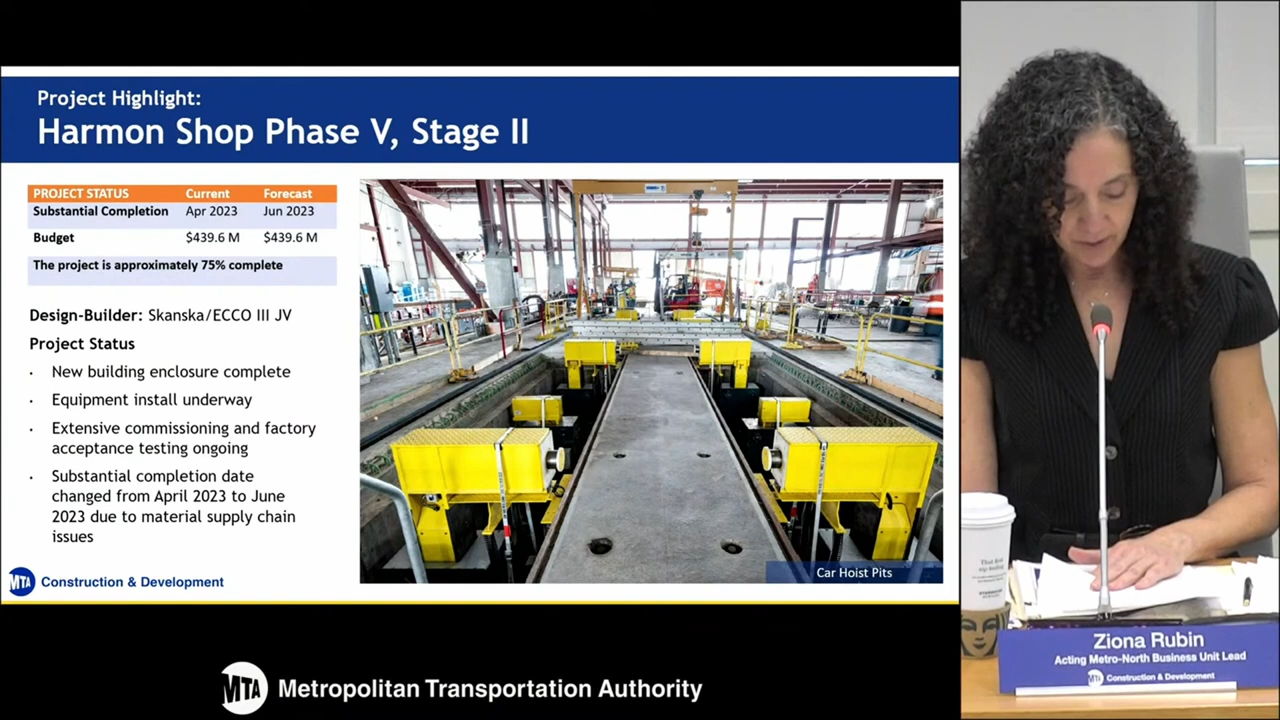 Project Highlight:
Harmon Shop Phase V, Stage II
PROJECT STATUS Current Forecast
Substantial Completion Apr 2023 Jun 2023
Budget $439.6 M $439.6 M
The project is approximately 75% complete
Design-Builder: Skanska/ECCO III JV
Project Status
· New building enclosure complete
· Equipment install underway
· Extensive commissioning and factory
acceptance testing ongoing
· Substantial completion date
changed from April 2023 to June
2023 due to material supply chain
issues
Car Hoist Pits
MTA Construction & Development
MTA Metropolitan Transportation Authority
That first
Ziona Rubin
Acting Metro-North Business Unit Lead
MTA Construction & Development